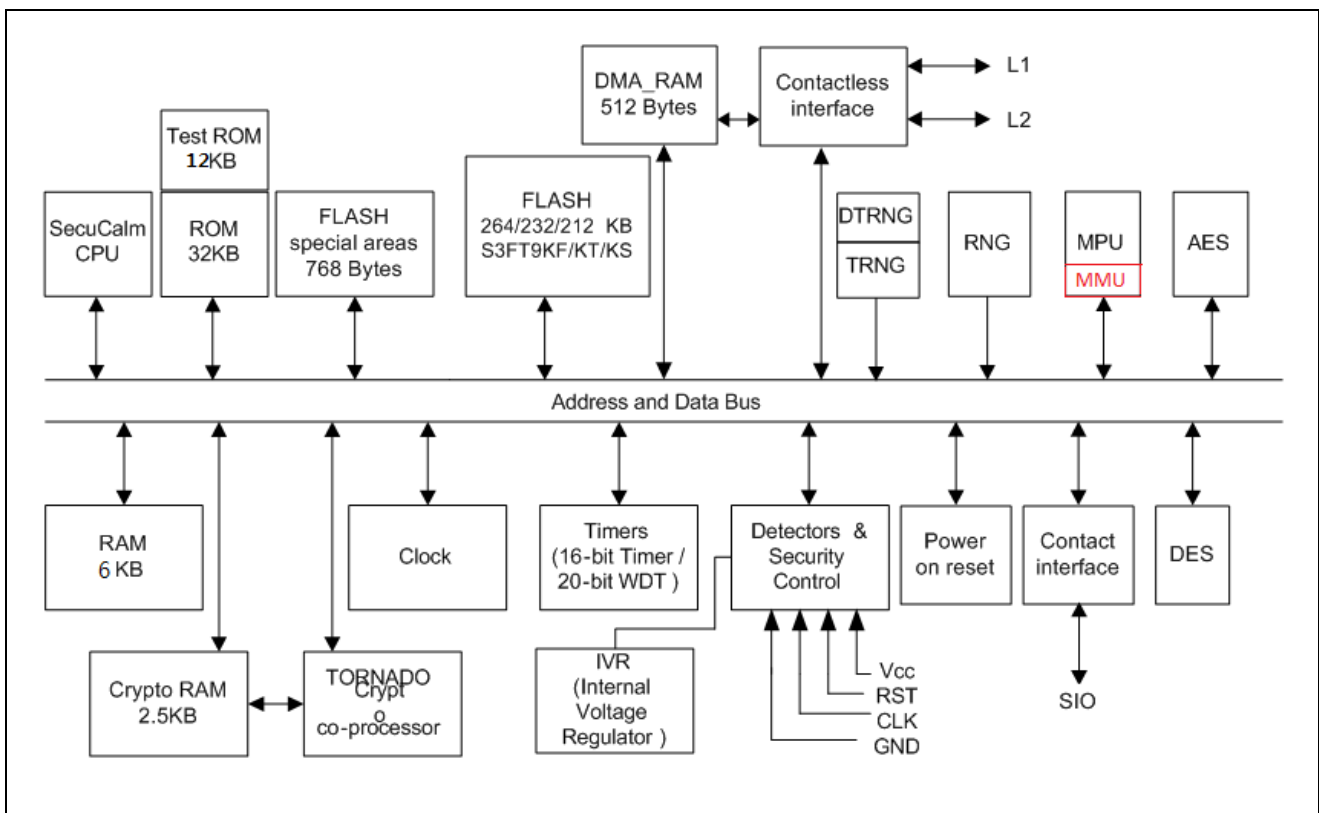 DMA_RAM
512 Bytes
Contactless
interface
L1
L2
Test ROM
12KB
SecuCalm
CPU
ROM
32KB
FLASH
special areas
768 Bytes
FLASH
264/232/212 KB
S3FT9KF/KT/KS
DTRNG
TRNG
RNG
MPU
MMU
AES
Address and Data Bus
RAM
6 KB
Clock
Timers
(16-bit Timer /
20-bit WDT )
Detectors &
Security
Control
Power
on reset
Contact
interface
DES
Crypto RAM
2.5KB
TORNADO
Crypt
o
co-processor
IVR
(Internal
Voltage
Regulator )
Vcc
RST
CLK
GND
SIO